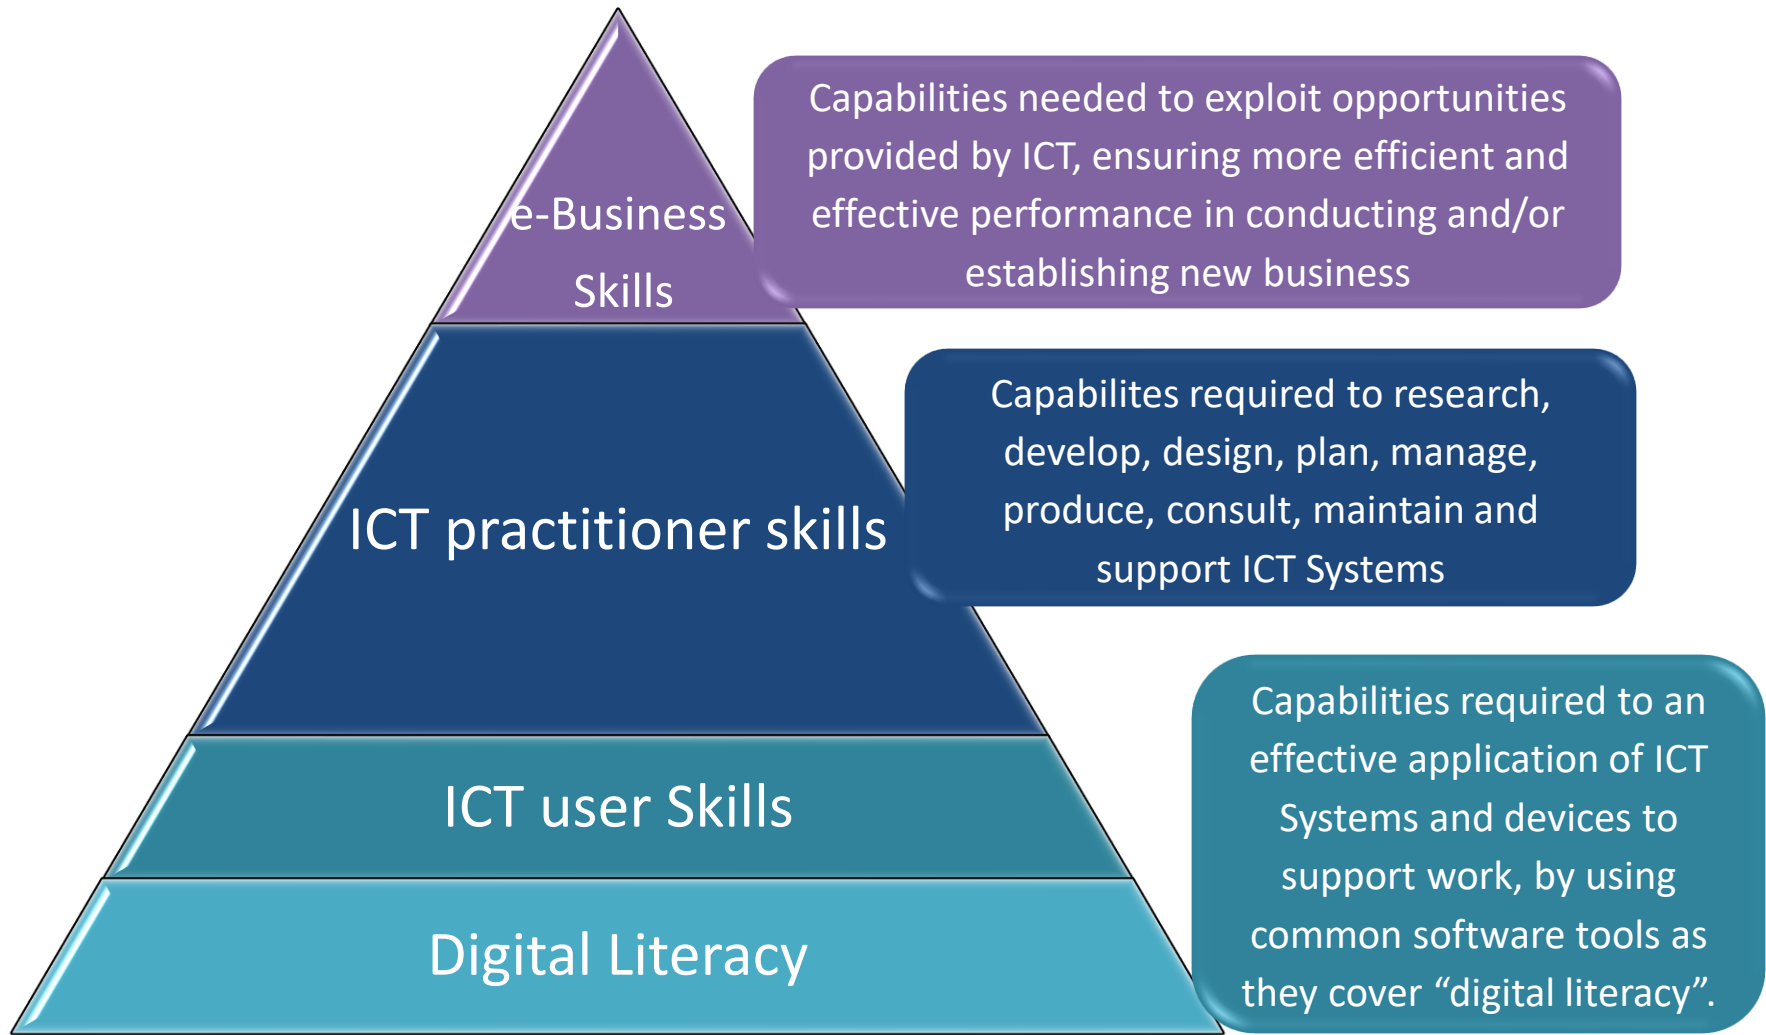 e-Business
Skills
Capabilities needed to exploit opportunities
provided by ICT, ensuring more efficient and
effective performance in conducting and/or
establishing new business
ICT practitioner skills
Capabilites required to research,
develop, design, plan, manage,
produce, consult, maintain and
support ICT Systems
ICT user Skills
Digital Literacy
Capabilities required to an
effective application of ICT
Systems and devices to
support work, by using
common software tools as
they cover “digital literacy”.